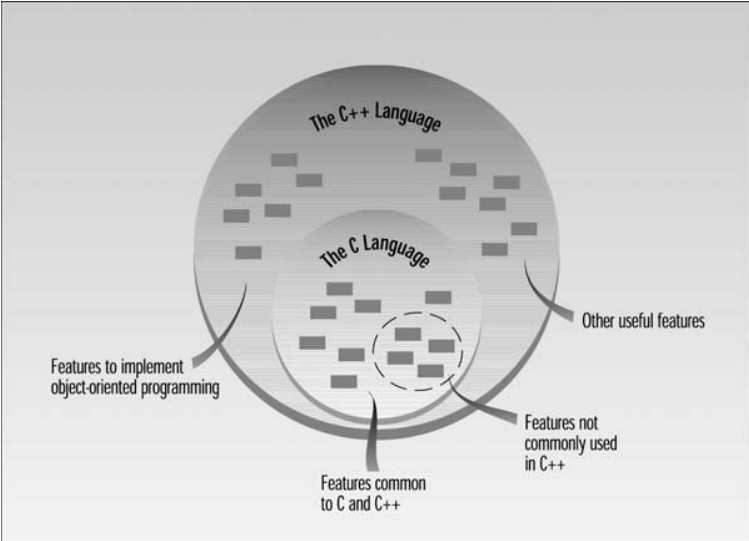 The C++ Language
The C Language
Other useful features
Features to implement
object-oriented programming
Features not
commonly used
in C++
Features common
to C and C++